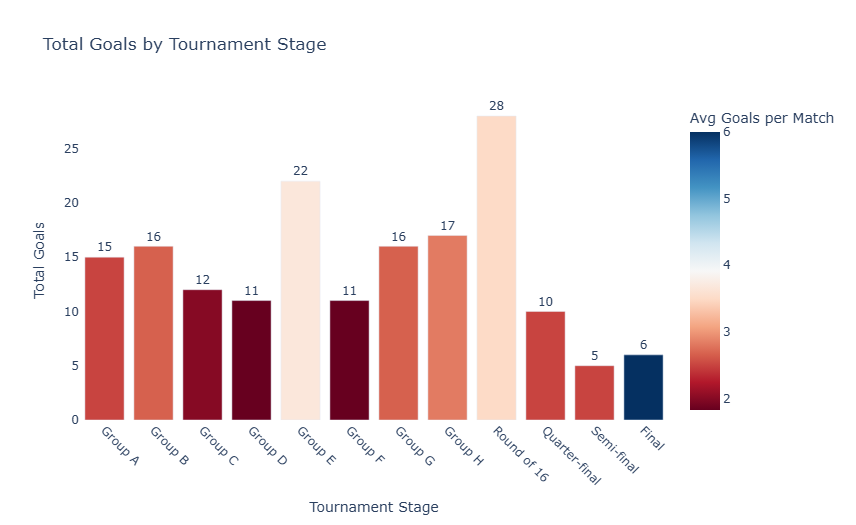 Total Goals by Tournament Stage
Avg Goals per Match
28
22
15
16
12
11
11
16
17
10
5
6
25
20
15
10
5
0
Total Goals
6
5
4
3
2
Group A
Group B
Group C
Group D
Group E
Group F
Group G
Group H
Round of 16
Quarter-final
Semi-final
Final
Tournament Stage